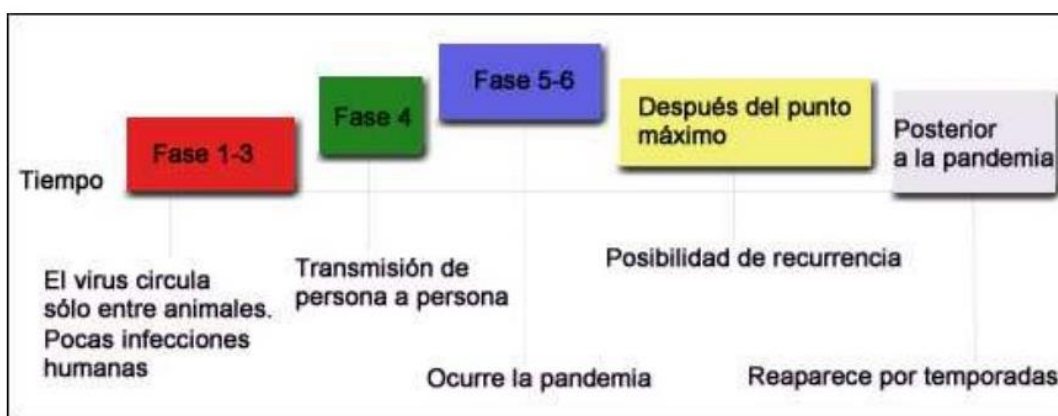 Fase 5-6
Fase 4
Después del punto
máximo
Fase 1-3
Posterior
a la pandemia
Tiempo
El virus circula
sólo entre animales.
Pocas infecciones
humanas
Transmisión de
persona a persona
Posibilidad de recurrencia
Ocurre la pandemia
Reaparece por temporadas